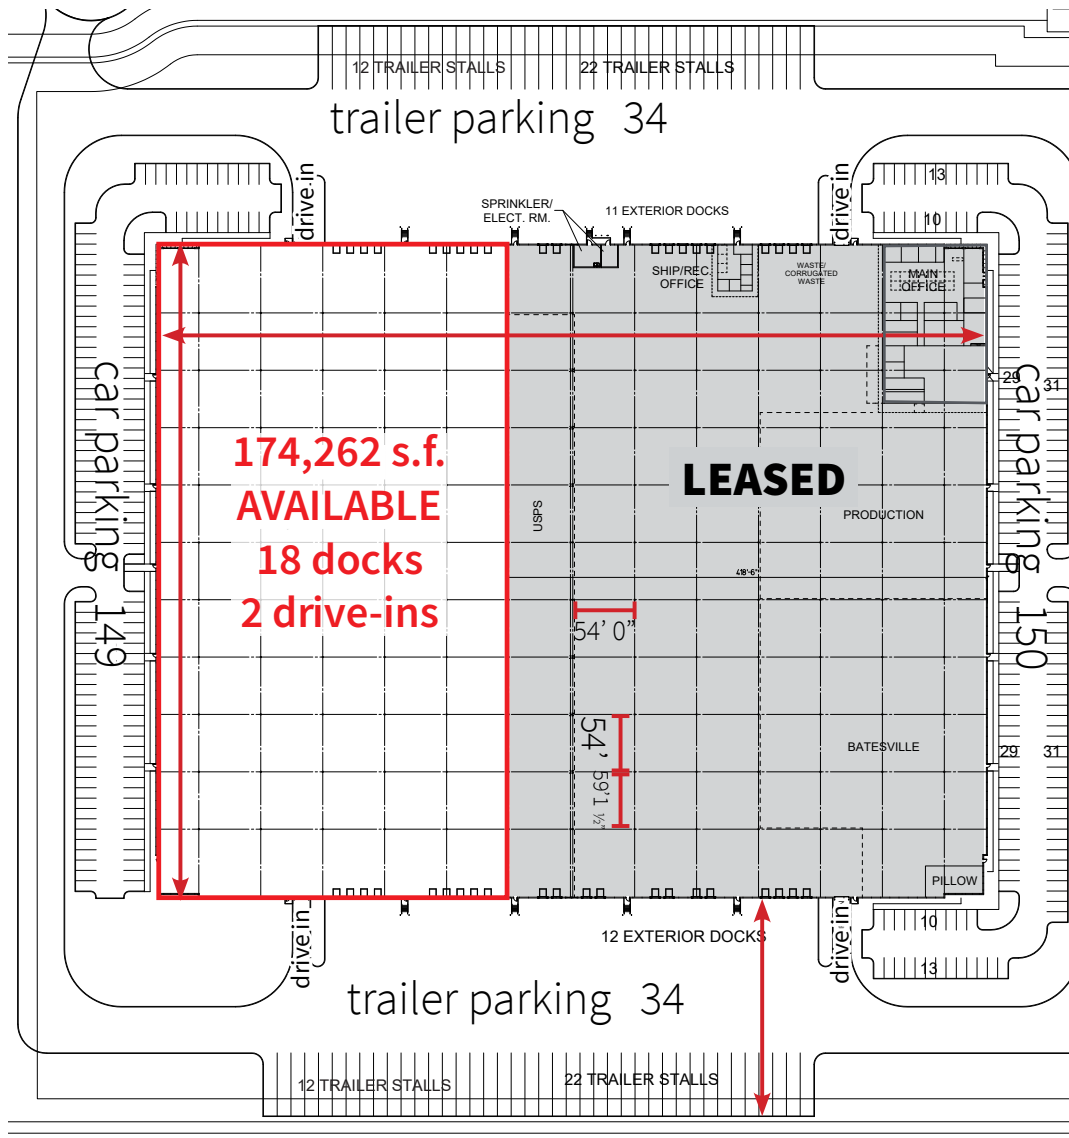 12 TRAILER STALLS
22 TRAILER STALLS
trailer parking 34
drive in
drive in
13
10
SPRINKLER/
ELECT. RM.
11 EXTERIOR DOCKS
SHIP/REC.
OFFICE
WASTE/
CORRUGATED
WASTE
MAIN
OFFICE
car parking 149
0
car parking 150
0
29
31
174,262 s.f.
AVAILABLE
18 docks
2 drive-ins
LEASED
USPS
PRODUCTION
418'-6"
54' 0"
54'
59'1 ½"
BATESVILLE
29
31
PILLOW
10
13
drive in
drive in
12 EXTERIOR DOCKS
trailer parking 34
12 TRAILER STALLS
22 TRAILER STALLS